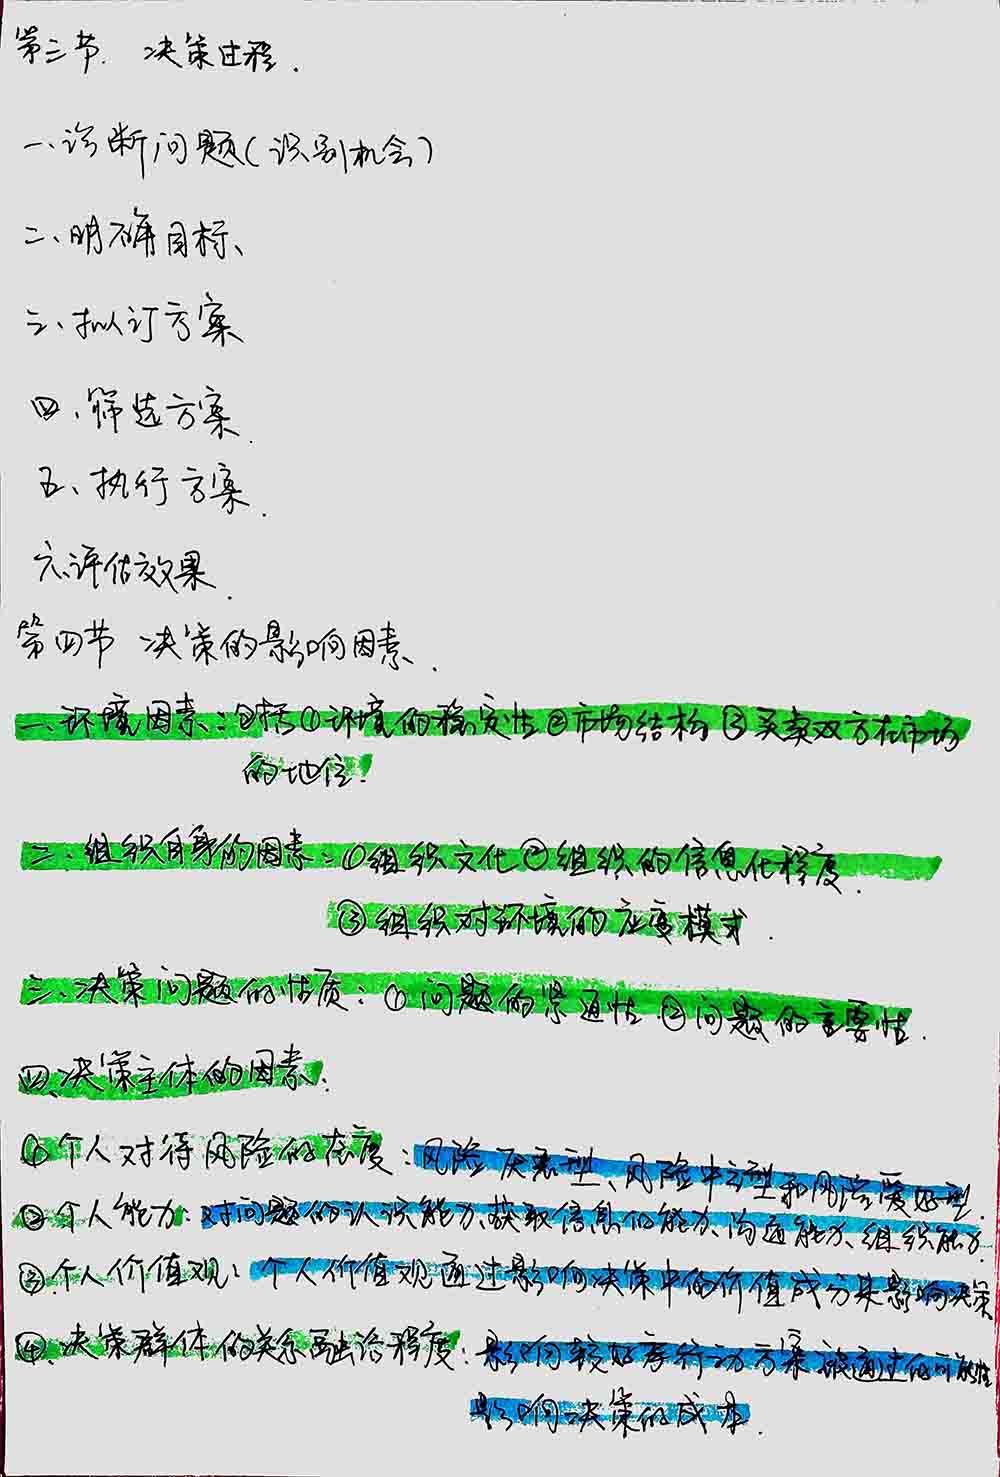 第三节. 决策过程.
一.诊断问题(识别机会)
二、明确目标、
三、拟订方案
四、筛选方案.
五、执行方案.
六.评估效果.
第四节 决策的影响因素.
一.环境因素:包括①环境的稳定性②市场结构③买卖双方在市场
的地位.
二.组织自身的因素:①组织文化②组织的信息化程度.
③组织对环境的应变模式.
三.决策问题的性质:①问题的紧迫性②问题的重要性.
四.决策主体的因素:
①个人对待风险的态度:风险厌恶型、风险中立型和风险爱好型.
②个人能力:对问题的认识能力、获取信息的能力、沟通能力、组织能力.
③个人价值观:个人价值观通过影响决策中的价值成分来影响决策
④.决策群体的关系融洽程度:影响较好行动方案被通过的可能性
影响决策的成本.